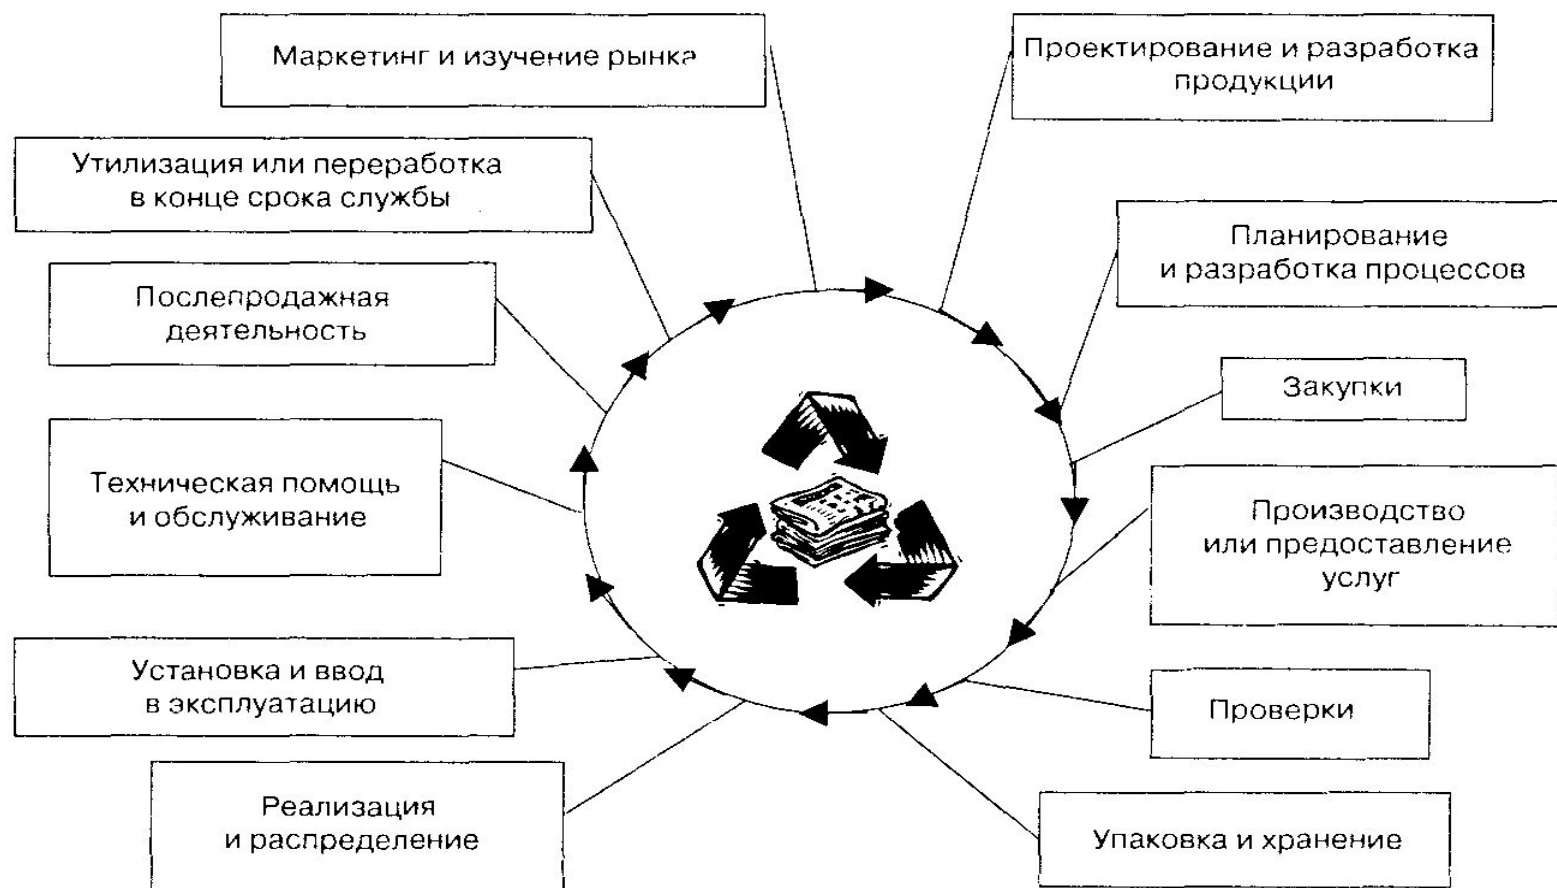 Маркетинг и изучение рынка
Проектирование и разработка
продукции
Планирование
и разработка процессов
Закупки
Производство
или предоставление
услуг
Проверки
Упаковка и хранение
Реализация
и распределение
Установка и ввод
в эксплуатацию
Техническая помощь
и обслуживание
Послепродажная
деятельность
Утилизация или переработка
в конце срока службы